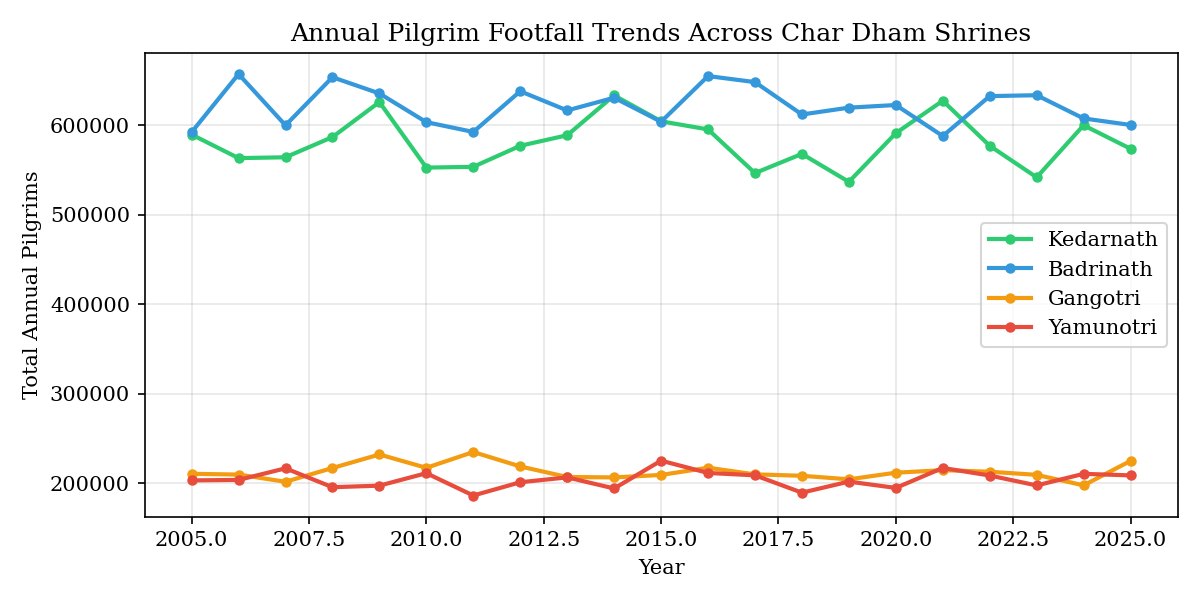 Annual Pilgrim Footfall Trends Across Char Dham Shrines
Total Annual Pilgrims
600000
500000
400000
300000
200000
Kedarnath
Badrinath
Gangotri
Yamunotri
2005.0 2007.5 2010.0 2012.5 2015.0 2017.5 2020.0 2022.5 2025.0
Year